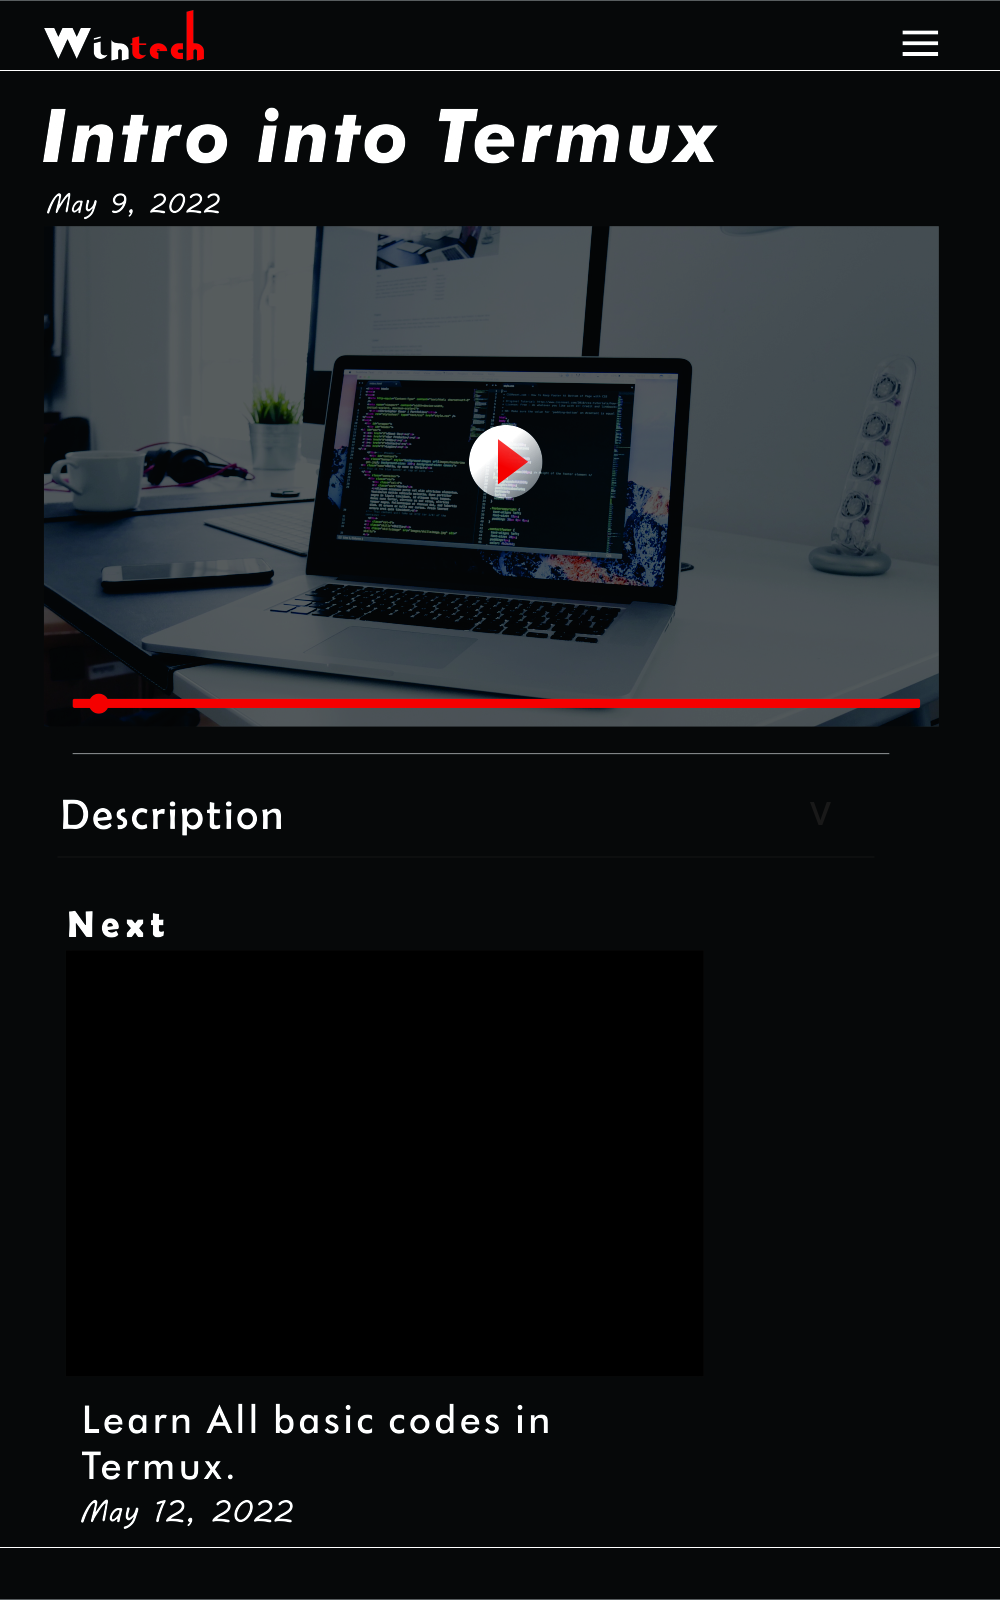 Wintech
Intro into Termux
May 9, 2022
Description
V
Next
Learn All basic codes in
Termux.
May 12, 2022